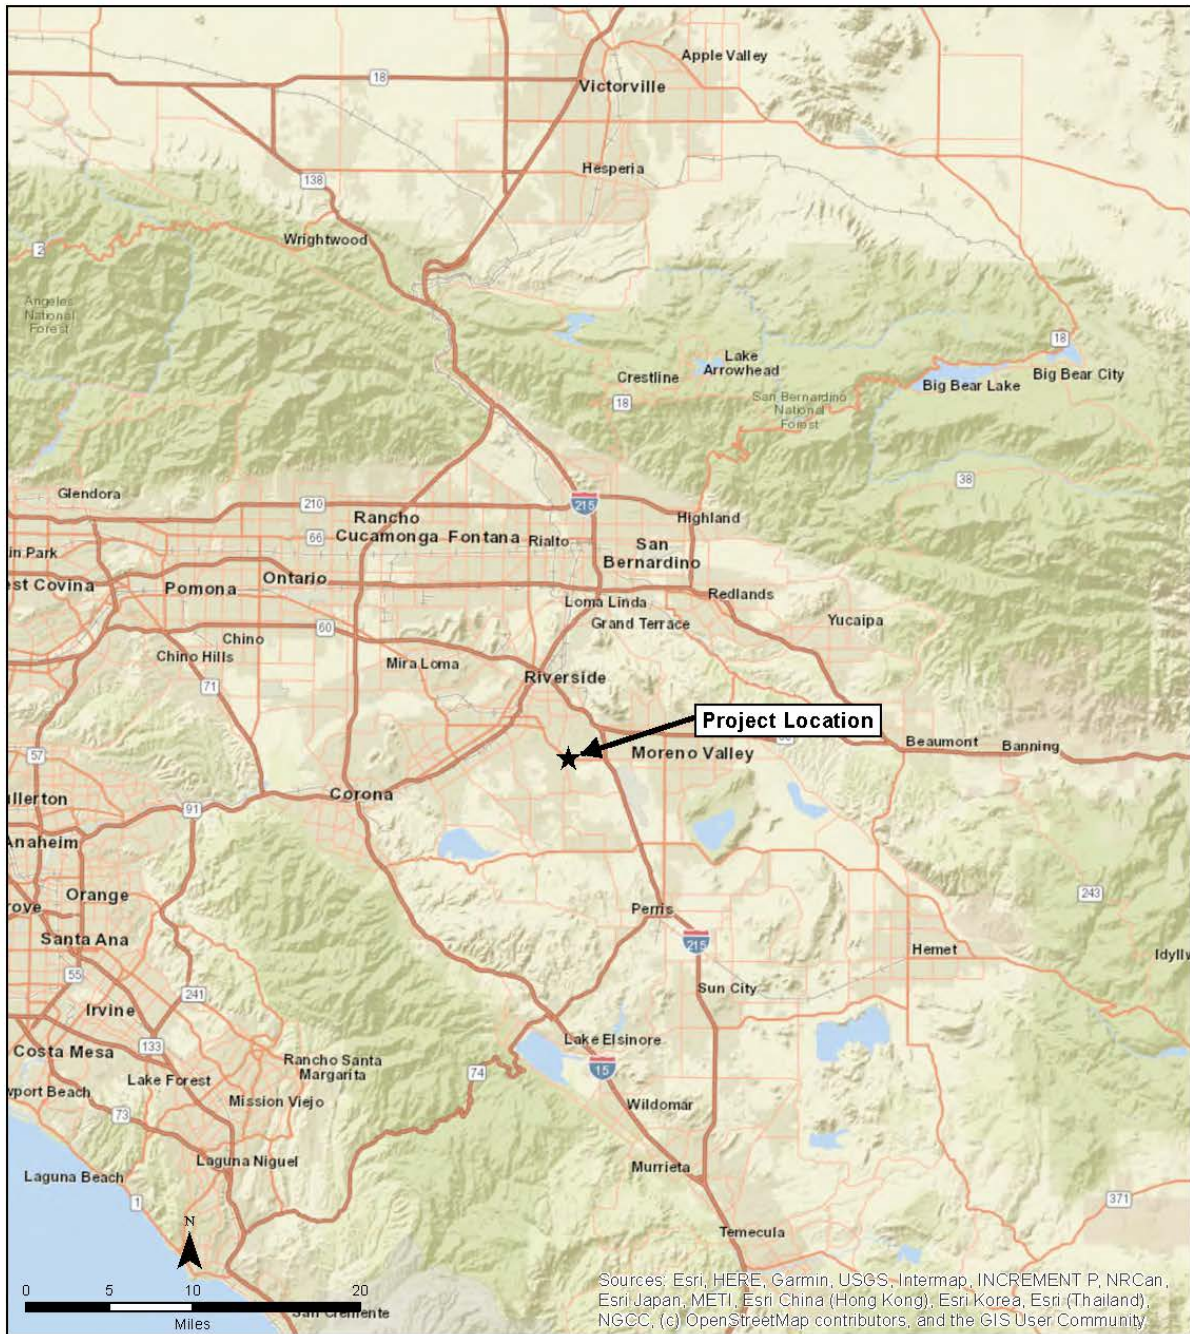 Apple Valley
18
Victorville
Hesperia
138
Wrightwood
2
Angeles
National
Forest
18
Lake
Arrowhead
Crestline
Big Bear City
Big Bear Lake
18
San Bernardino
National
Forest
38
Glendora
210
215
Rancho
Cucamonga
Highland
66
Fontana
Rialto
San
Bernardino
in Park
est Covina
Pomona
Ontario
Redlands
Loma Linda
Grand Terrace
Yucaipa
60
Chino
Chino Hills
Mira Loma
71
Riverside
Project Location
57
Moreno Valley
60
Beaumont
Banning
Corona
ullerton
91
Anaheim
Orange
243
rove
Perris
Santa Ana
215
Hemet
Idyllw
55
241
Sun City
Irvine
133
Lake Elsinore
Costa Mesa
Rancho Santa
Margarita
Lake Forest
74
15
wport Beach
Mission Viejo
73
Wildomar
Laguna Niguel
Murrieta
Laguna Beach
1
371
N
Temecula
0 5 10 20
Miles
San Clemente
Sources: Esri, HERE, Garmin, USGS, Intermap, INCREMENT P, NRCan,
Esri Japan, METI, Esri China (Hong Kong), Esri Korea, Esri (Thailand),
NGCC, (c) OpenStreetMap contributors, and the GIS User Community